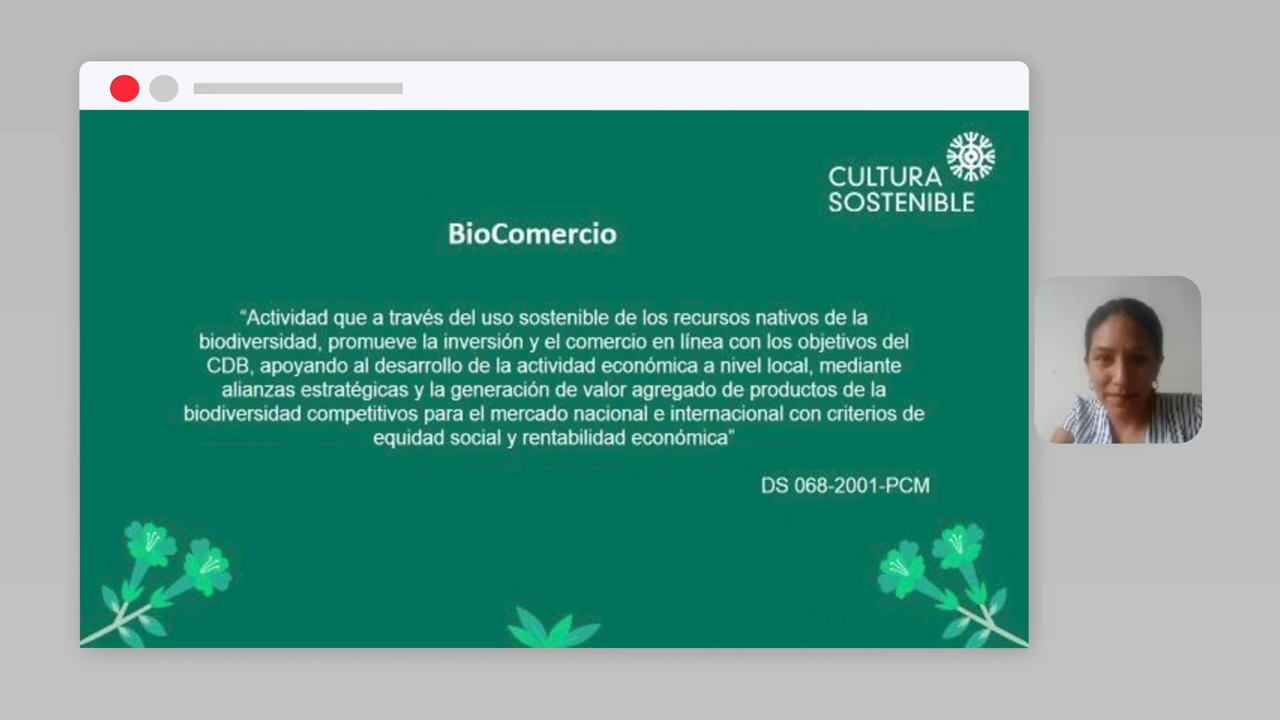 CULTURA
SOSTENIBLE
BioComercio
“Actividad que a través del uso sostenible de los recursos nativos de la
biodiversidad, promueve la inversión y el comercio en línea con los objetivos del
CDB, apoyando al desarrollo de la actividad económica a nivel local, mediante
alianzas estratégicas y la generación de valor agregado de productos de la
biodiversidad competitivos para el mercado nacional e internacional con criterios de
equidad social y rentabilidad económica”
DS 068-2001-PCM